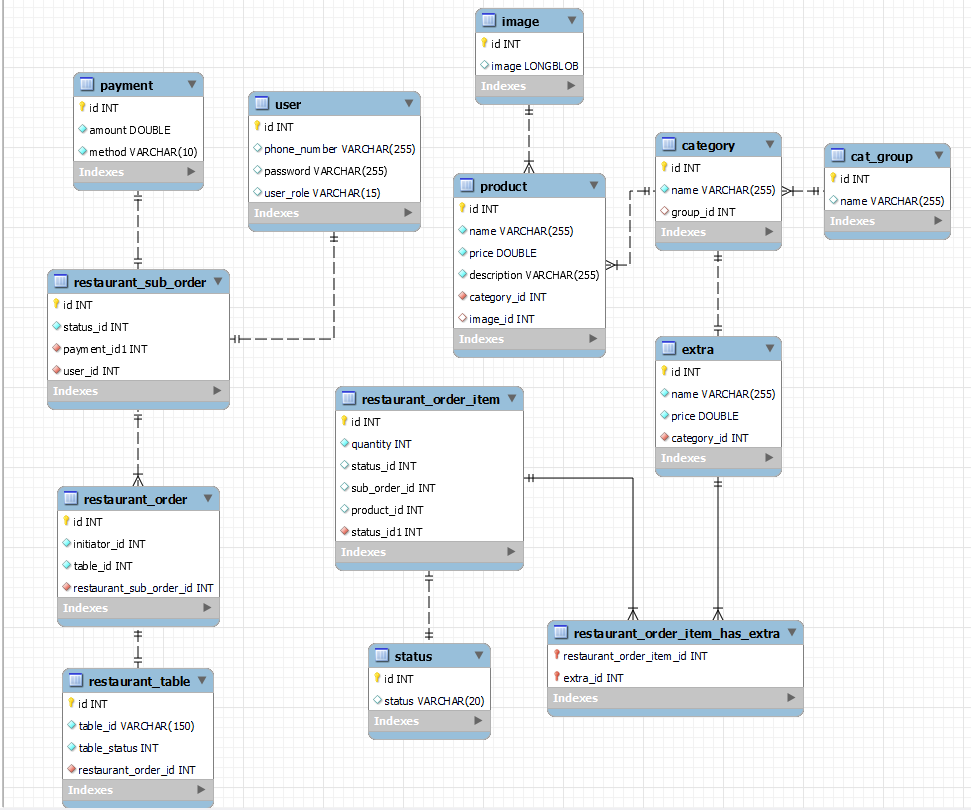 image
id INT
image LONGBLOB
Indexes
payment
id INT
amount DOUBLE
method VARCHAR(10)
Indexes
user
id INT
phone_number VARCHAR(255)
password VARCHAR(255)
user_role VARCHAR(15)
Indexes
product
id INT
name VARCHAR(255)
price DOUBLE
description VARCHAR(255)
category_id INT
image_id INT
Indexes
category
id INT
name VARCHAR(255)
group_id INT
Indexes
cat_group
id INT
name VARCHAR(255)
Indexes
restaurant_sub_order
id INT
status_id INT
payment_id1 INT
user_id INT
Indexes
extra
id INT
name VARCHAR(255)
price DOUBLE
category_id INT
Indexes
restaurant_order_item
id INT
quantity INT
status_id INT
sub_order_id INT
product_id INT
status_id1 INT
Indexes
restaurant_order
id INT
initiator_id INT
table_id INT
restaurant_sub_order_id INT
Indexes
restaurant_order_item_has_extra
restaurant_order_item_id INT
extra_id INT
Indexes
status
id INT
status VARCHAR(20)
Indexes
restaurant_table
id INT
table_id VARCHAR(150)
table_status INT
restaurant_order_id INT
Indexes